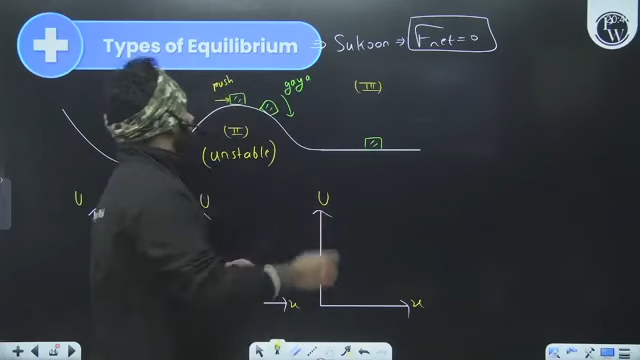 Types of Equilibrium ⇒ Sukoon → Fnet = 0
push
gaya
(III)
(II)
(unstable)
U U U
x x